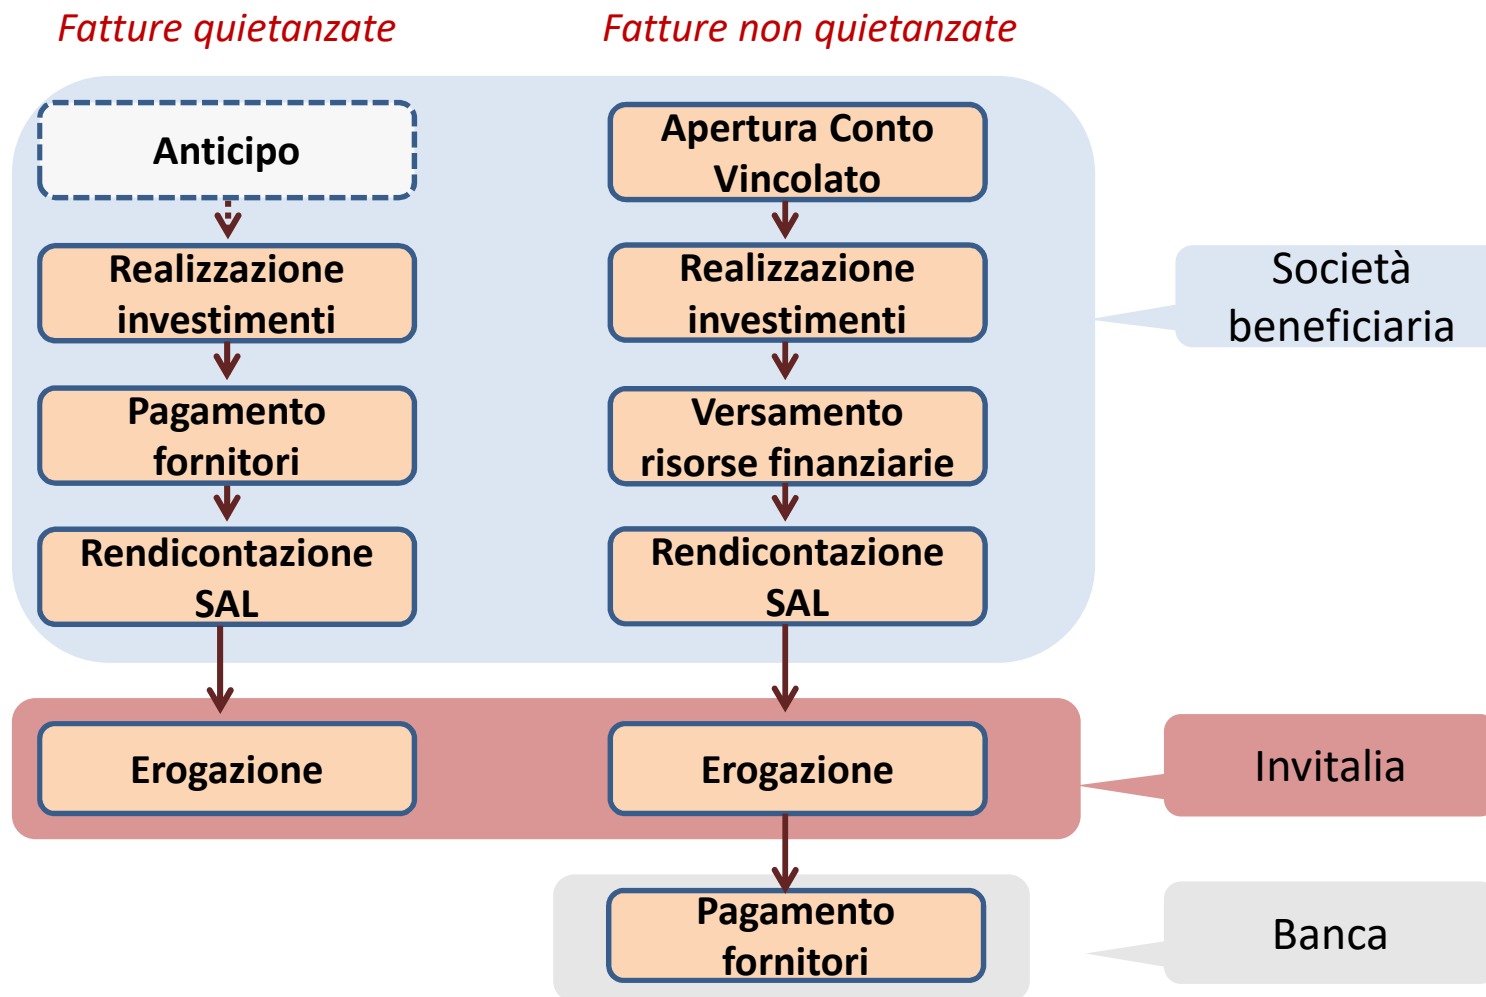 Fatture quietanzate
Fatture non quietanzate
Anticipo
Apertura Conto
Vincolato
Realizzazione
investimenti
Realizzazione
investimenti
Società
beneficiaria
Pagamento
fornitori
Versamento
risorse finanziarie
Rendicontazione
SAL
Rendicontazione
SAL
Erogazione
Erogazione
Invitalia
Pagamento
fornitori
Banca